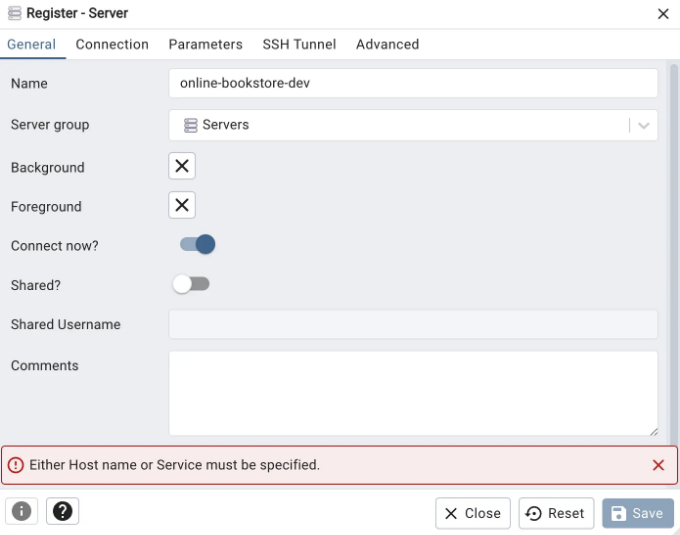 Register - Server
General Connection Parameters SSH Tunnel Advanced
Name online-bookstore-dev
Server group Servers
Background
Foreground
Connect now?
Shared?
Shared Username
Comments
Either Host name or Service must be specified.
Close Reset Save